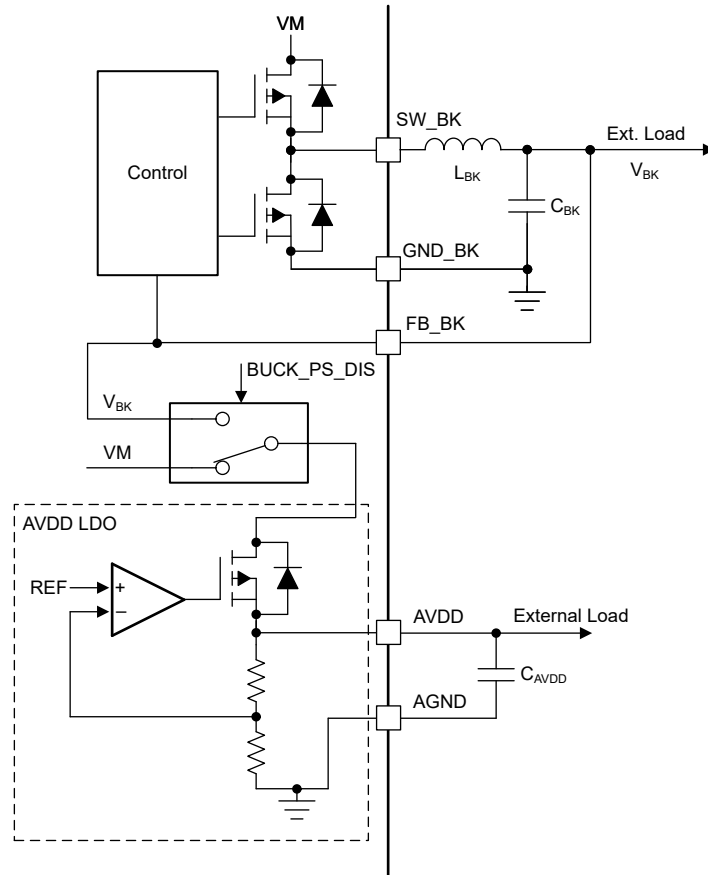 VM
SW_BK
Ext. Load
Control
L_BK
V_BK
C_BK
GND_BK
FB_BK
BUCK_PS_DIS
V_BK
VM
AVDD LDO
REF
+
–
AVDD
External Load
C_AVDD
AGND